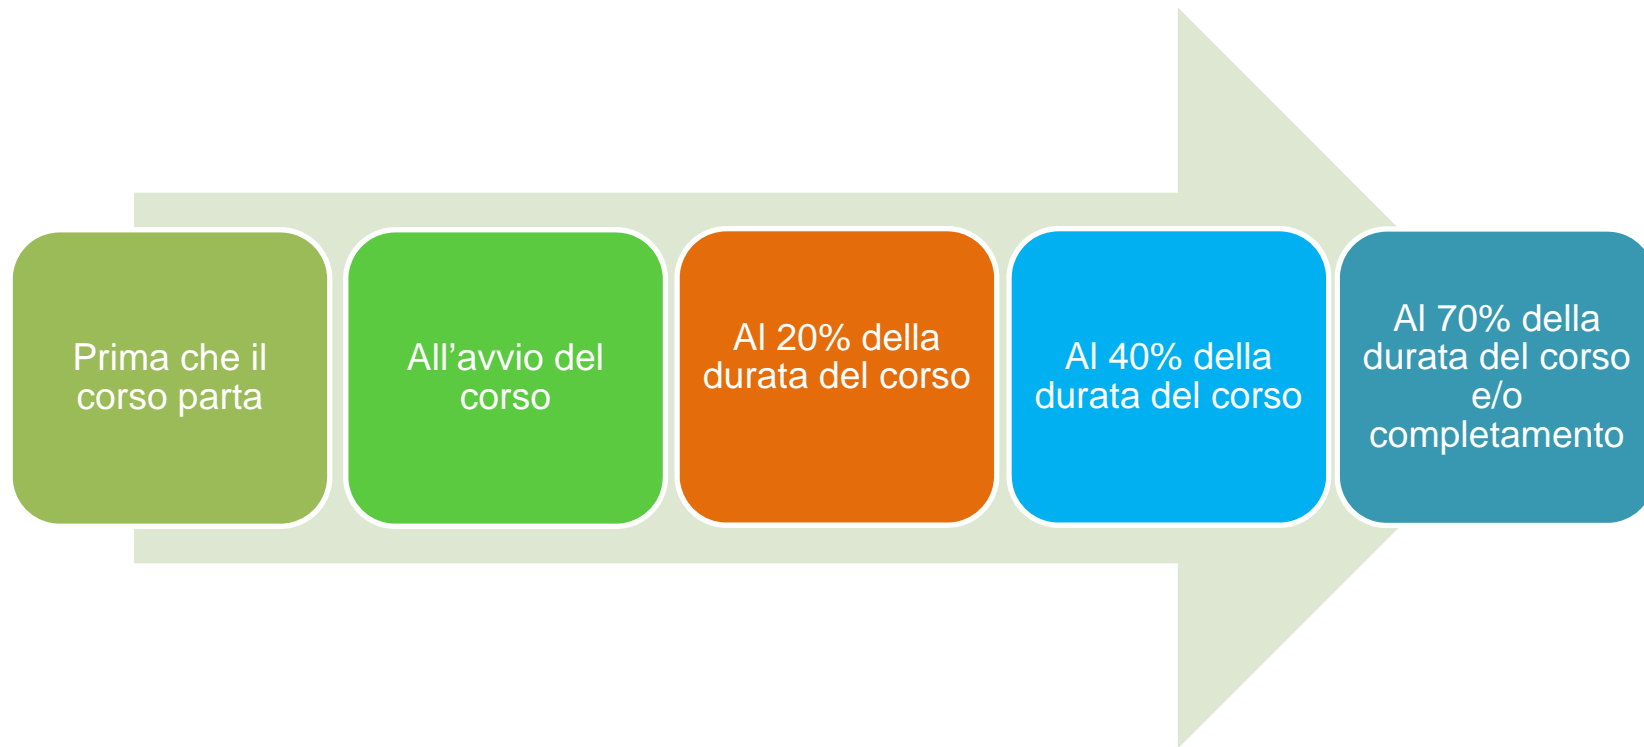 Prima che il
corso parta
All’avvio del
corso
Al 20% della
durata del corso
Al 40% della
durata del corso
Al 70% della
durata del corso
e/o
completamento